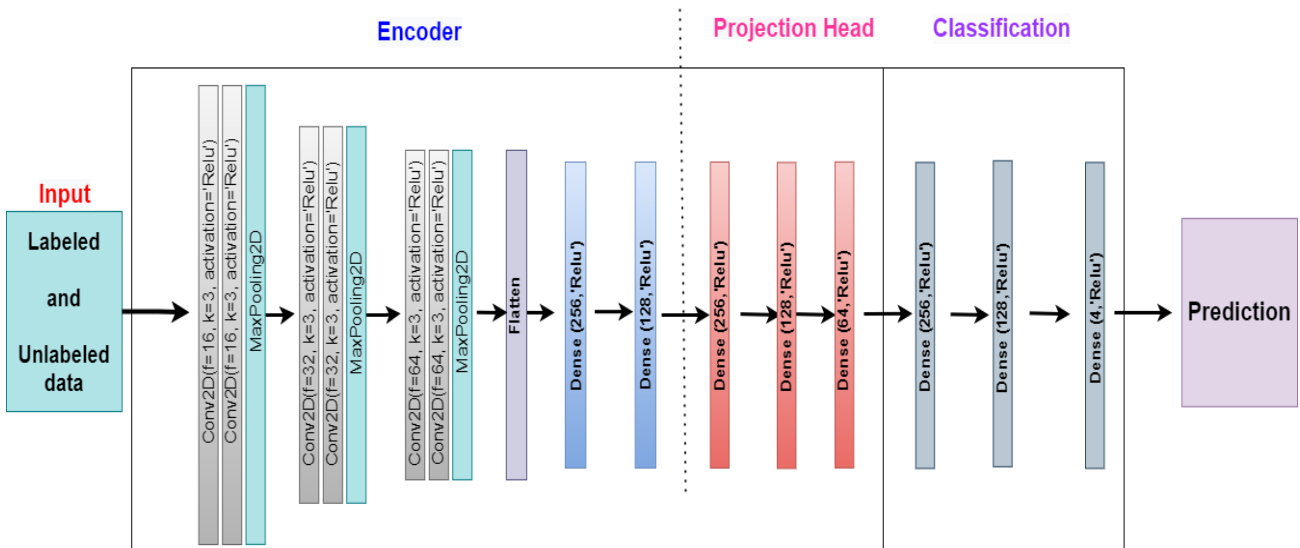 Encoder
Projection Head
Classification
Input
Labeled
and
Unlabeled
data
Conv2D(f=16, k=3, activation='Relu')
Conv2D(f=16, k=3, activation='Relu')
MaxPooling2D
Conv2D(f=32, k=3, activation='Relu')
Conv2D(f=32, k=3, activation='Relu')
MaxPooling2D
Conv2D(f=64, k=3, activation='Relu')
Conv2D(f=64, k=3, activation='Relu')
MaxPooling2D
Flatten
Dense (256,'Relu')
Dense (128,'Relu')
Dense (256,'Relu')
Dense (128,'Relu')
Dense (64,'Relu')
Dense (256,'Relu')
Dense (128,'Relu')
Dense (4,'Relu')
Prediction